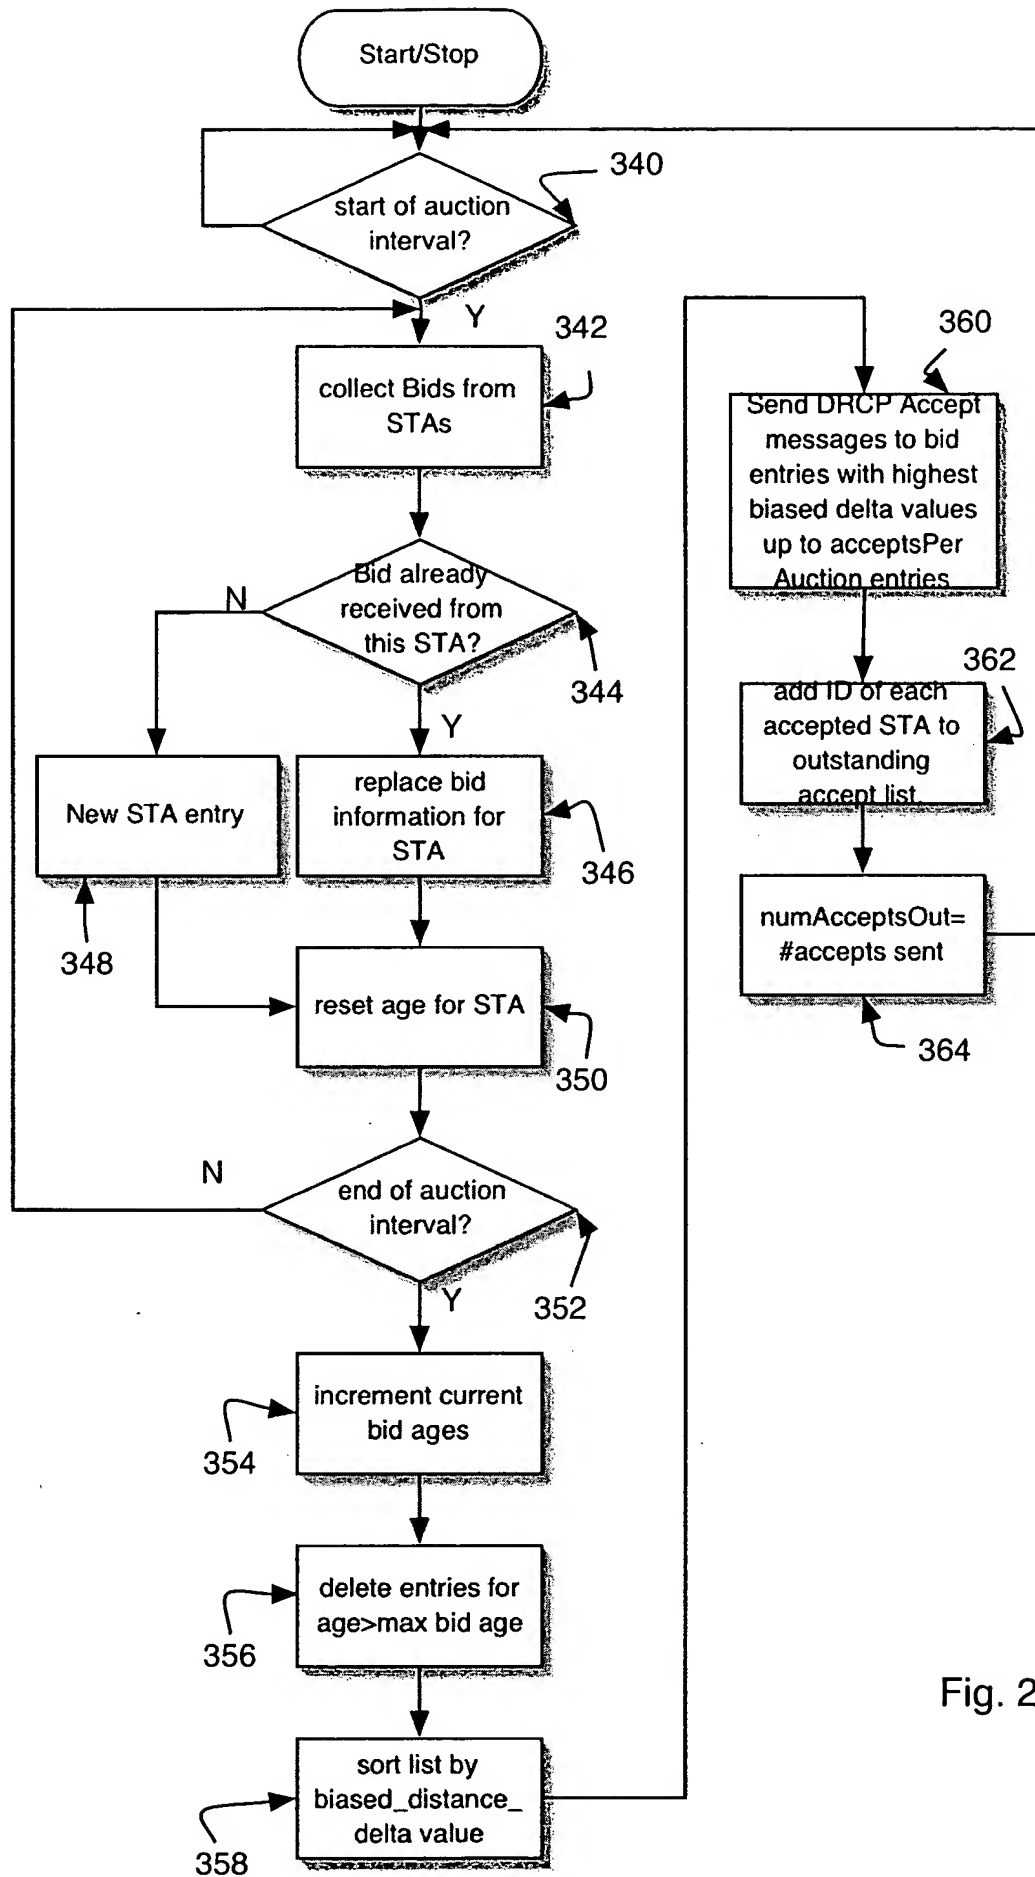 Start/Stop
start of auction
interval?
340
Y
342
collect Bids from
STAs
Bid already
received from
this STA?
N
344
Y
New STA entry
348
replace bid
information for
STA
346
reset age for STA
350
end of auction
interval?
N
352
Y
increment current
bid ages
354
delete entries for
age>max bid age
356
sort list by
biased_distance_
delta value
358
360
Send DRCP Accept
messages to bid
entries with highest
biased delta values
up to acceptsPer
Auction entries
362
add ID of each
accepted STA to
outstanding
accept list.
numAcceptsOut=
#accepts sent
364
Fig. 2